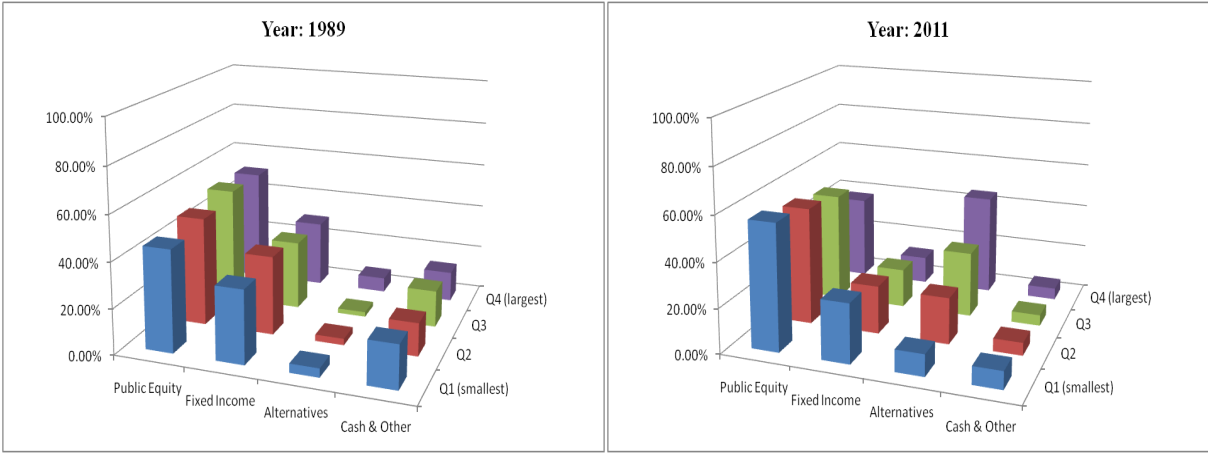 Year: 1989
100.00%
80.00%
60.00%
40.00%
20.00%
0.00%
Public Equity
Fixed Income
Alternatives
Cash & Other
Q4 (largest)
Q3
Q2
Q1 (smallest)
Year: 2011
100.00%
80.00%
60.00%
40.00%
20.00%
0.00%
Public Equity
Fixed Income
Alternatives
Cash & Other
Q4 (largest)
Q3
Q2
Q1 (smallest)